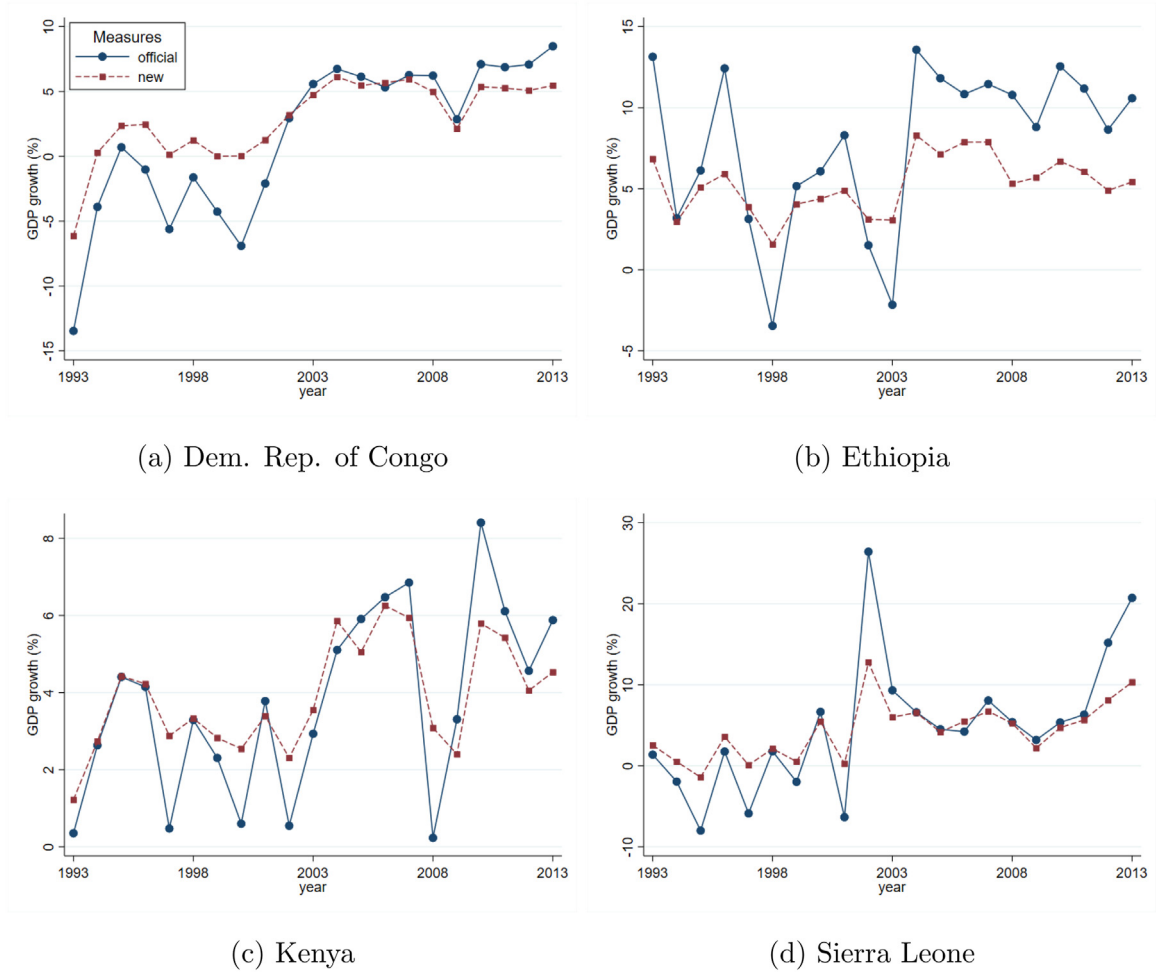 Measures
official
new
GDP growth (%)
10
5
0
-5
-10
-15
1993
1998
2003
2008
2013
year
(a) Dem. Rep. of Congo
GDP growth (%)
15
10
5
0
-5
1993
1998
2003
2008
2013
year
(b) Ethiopia
GDP growth (%)
8
6
4
2
0
1993
1998
2003
2008
2013
year
(c) Kenya
GDP growth (%)
30
20
10
0
-10
1993
1998
2003
2008
2013
year
(d) Sierra Leone